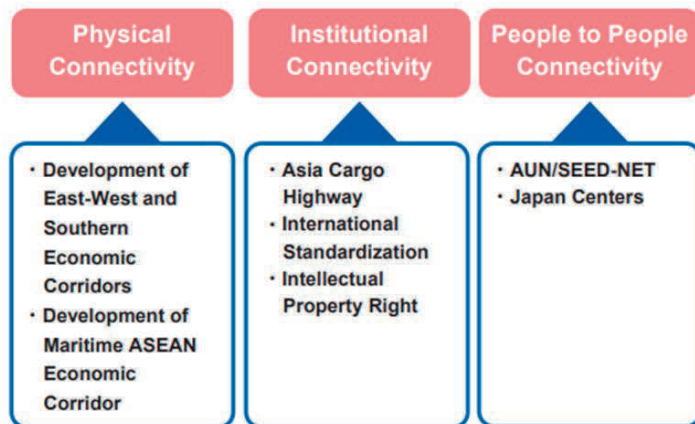 Physical
Connectivity
Institutional
Connectivity
People to People
Connectivity
・Development of
East-West and
Southern
Economic
Corridors
・Development of
Maritime ASEAN
Economic
Corridor
・Asia Cargo
Highway
・International
Standardization
・Intellectual
Property Right
・AUN/SEED-NET
・Japan Centers